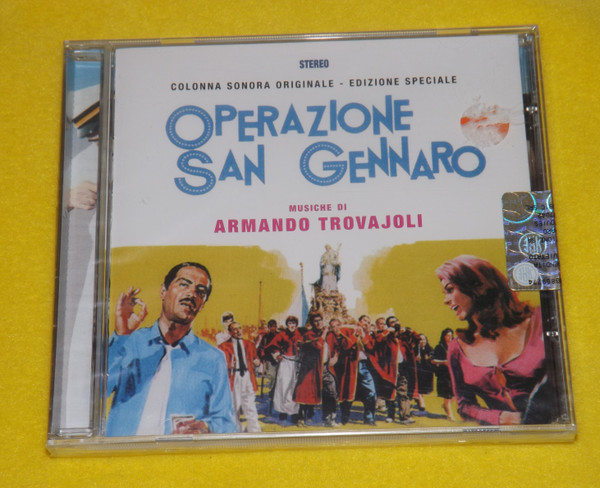 STEREO
COLONNA SONORA ORIGINALE - EDIZIONE SPECIALE
OPERAZIONE
SAN GENNARO
MUSICHE DI
ARMANDO TROVAJOLI